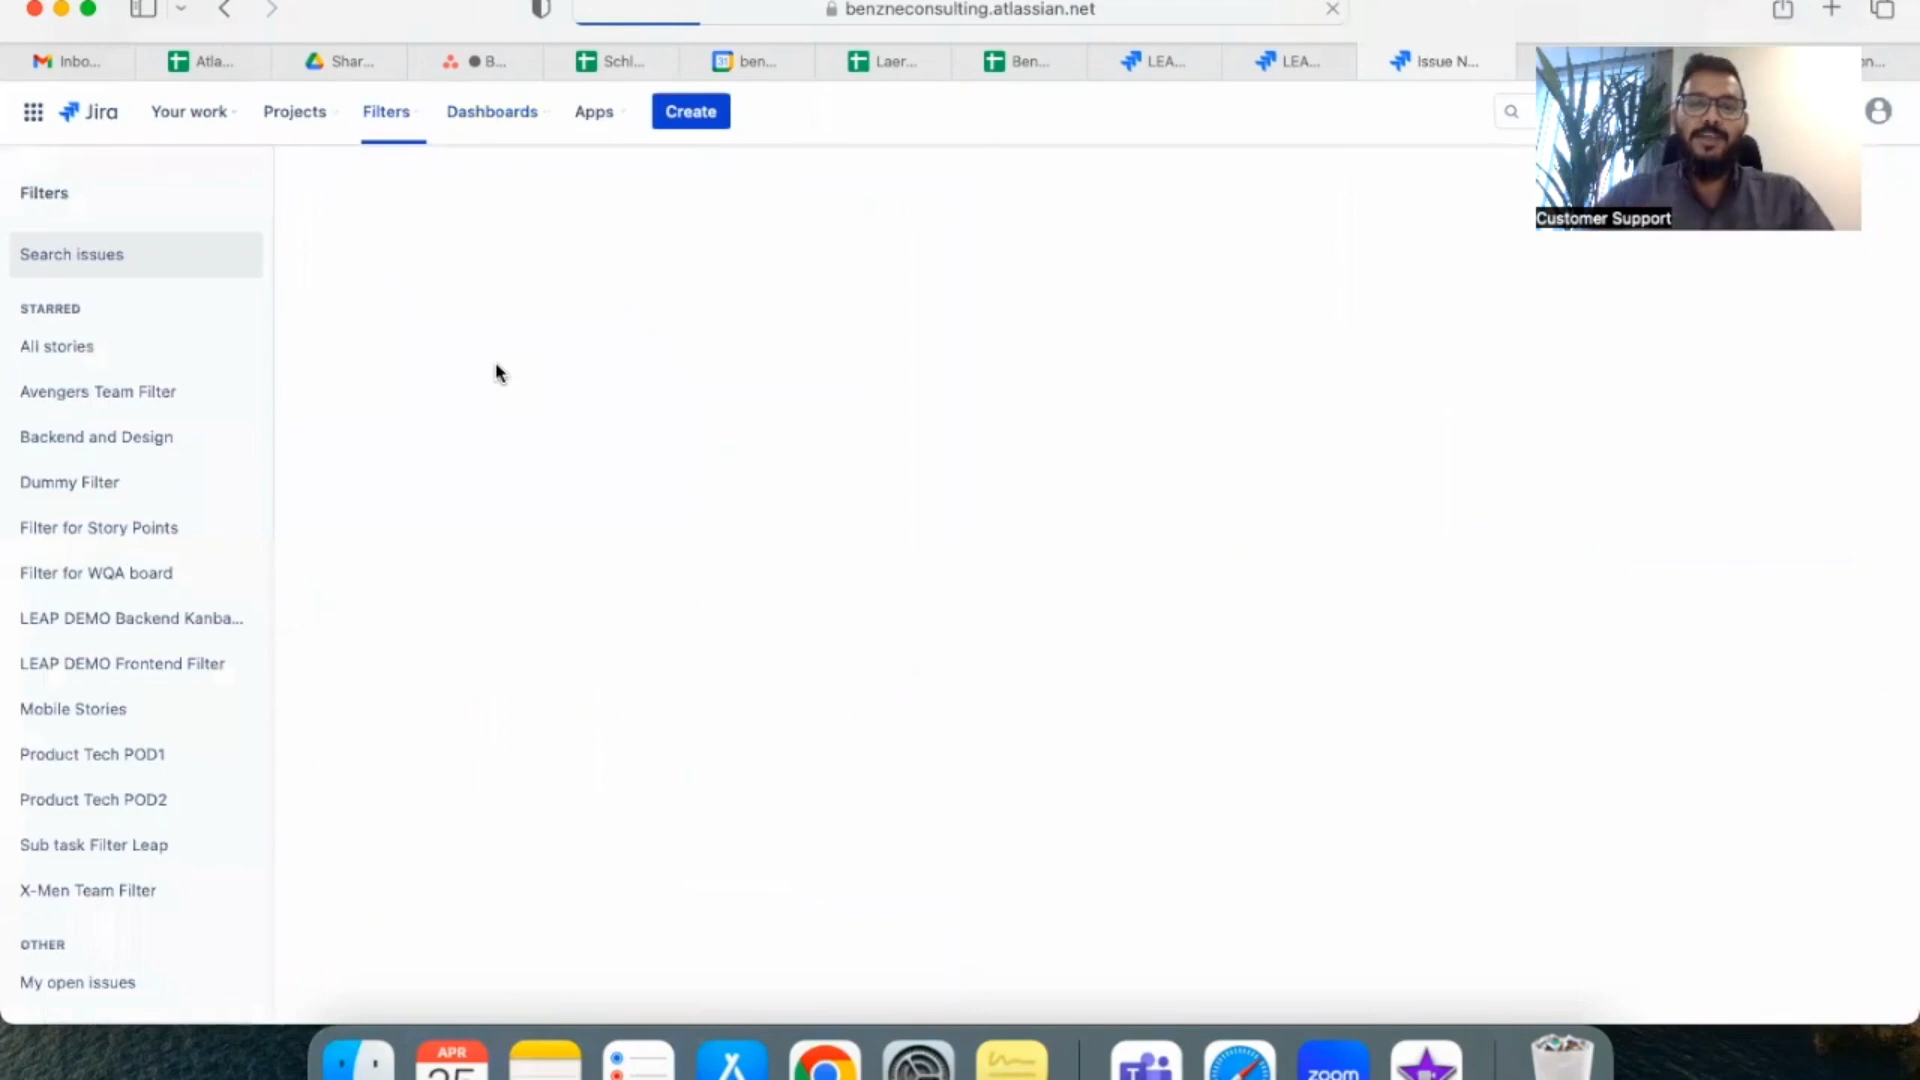 benzneconsulting.atlassian.net
Inbo... Atla... Shar... B... Schl... ben... Laer... Ben... LEA... LEA... Issue N... on...
Jira Your work Projects Filters Dashboards Apps Create
Customer Support
Filters
Search issues
STARRED
All stories
Avengers Team Filter
Backend and Design
Dummy Filter
Filter for Story Points
Filter for WQA board
LEAP DEMO Backend Kanba...
LEAP DEMO Frontend Filter
Mobile Stories
Product Tech POD1
Product Tech POD2
Sub task Filter Leap
X-Men Team Filter
OTHER
My open issues
APR
25
zoom